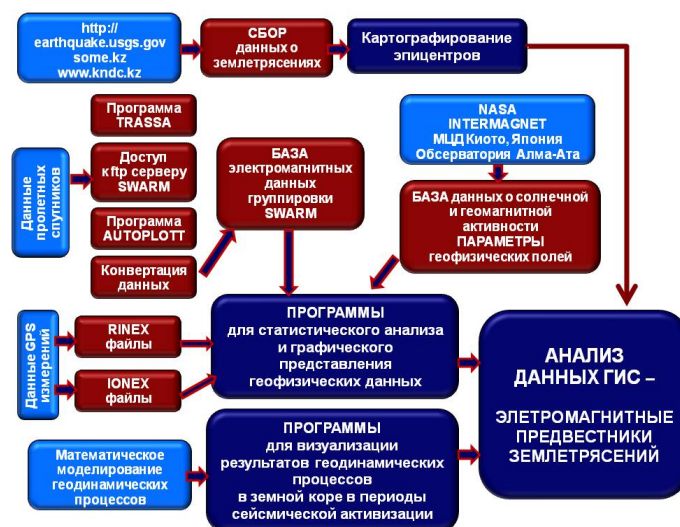 http://
earthquake.usgs.gov
some.kz
www.kndc.kz
СБОР
данных о
землетрясениях
Картографирование
эпицентров
Программа
TRASSA
Данные
пролетных
спутников
Доступ
к ftp серверу
SWARM
Программа
AUTOPLOTT
Конвертация
данных
БАЗА
электромагнитных
данных
группировки
SWARM
NASA
INTERMAGNET
МЦД Киото, Япония
Обсерватория Алма-Ата
БАЗА данных о солнечной
и геомагнитной
активности
ПАРАМЕТРЫ
геофизических полей
Данные GPS
измерений
RINEX
файлы
IONEX
файлы
ПРОГРАММЫ
для статистического анализа
и графического
представления
геофизических данных
Математическое
моделирование
геодинамических
процессов
ПРОГРАММЫ
для визуализации
результатов геодинамических
процессов
в земной коре в периоды
сейсмической активизации
АНАЛИЗ
ДАННЫХ ГИС –
ЭЛЕТРОМАГНИТНЫЕ
ПРЕДВЕСТНИКИ
ЗЕМЛЕТРЯСЕНИЙ